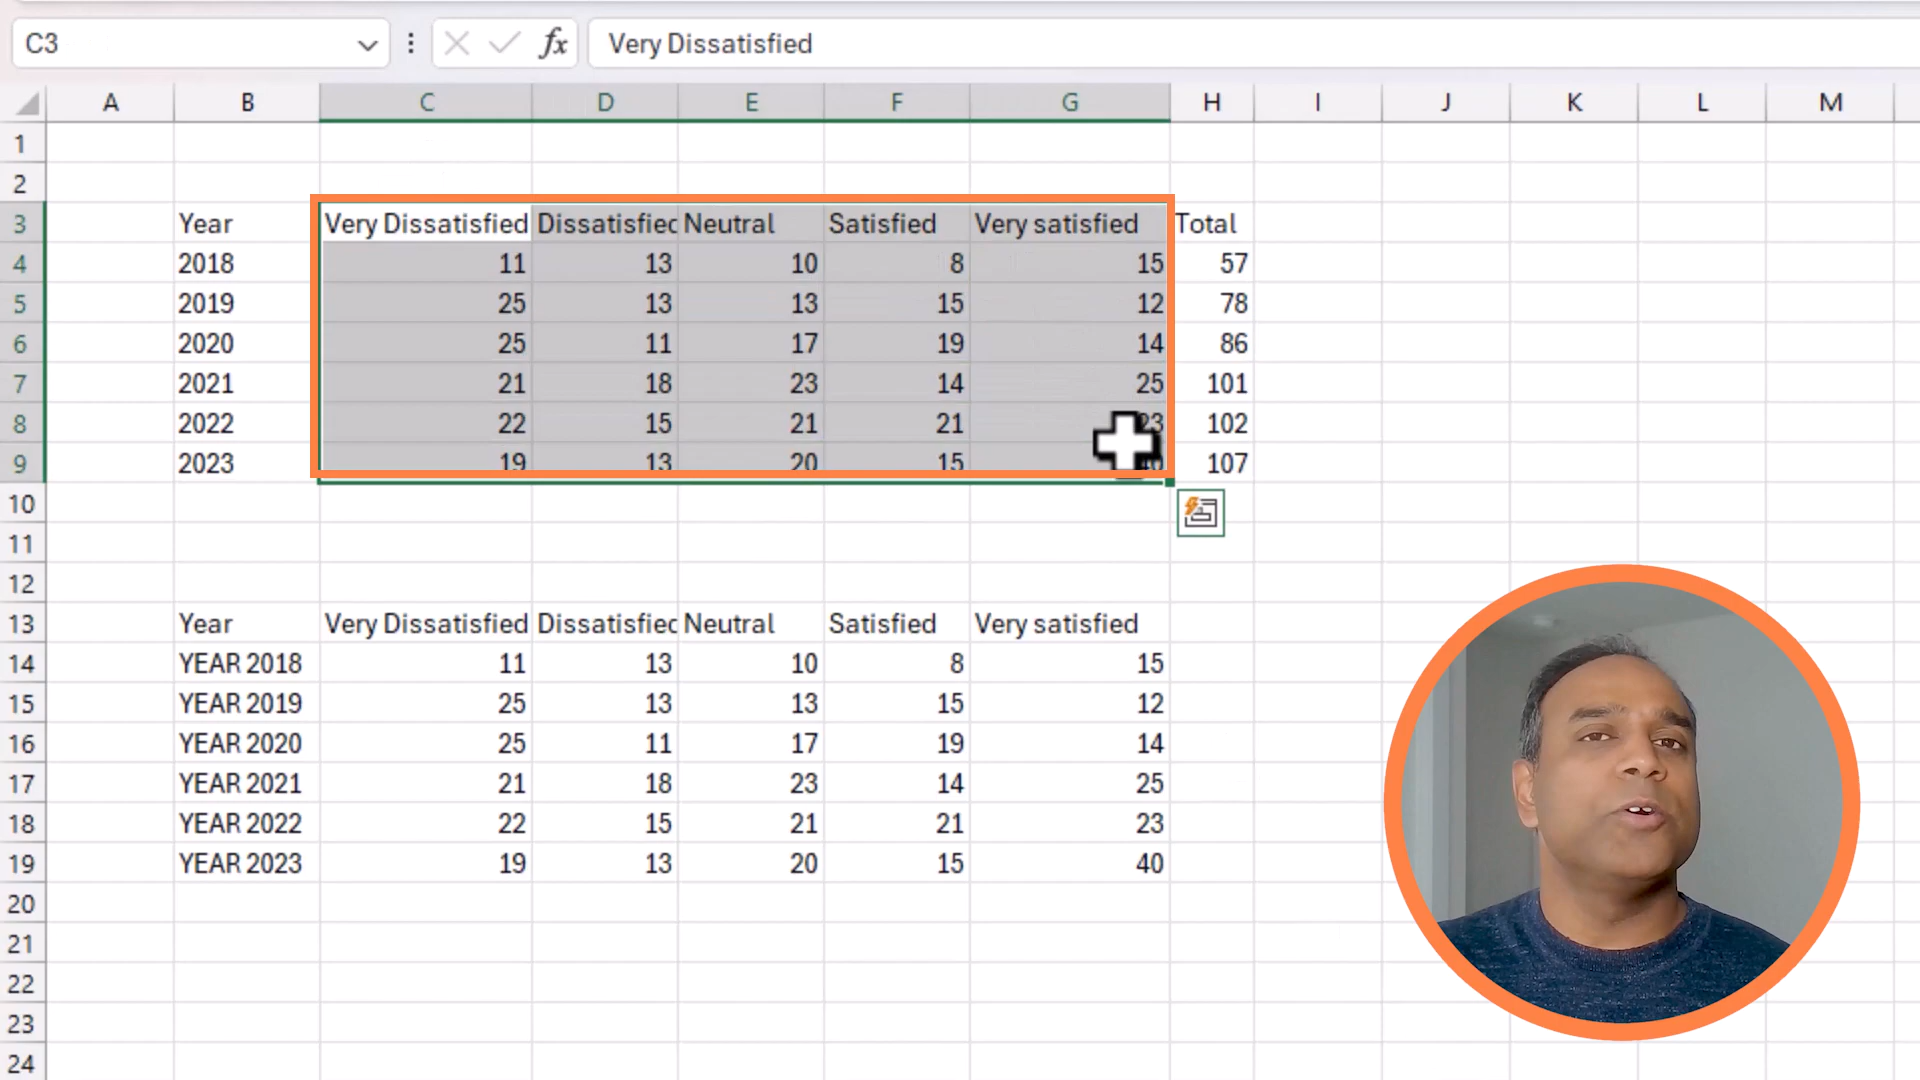 C3 fx Very Dissatisfied
A B C D E F G H I J K L M
1
2
3 Year Very Dissatisfied Dissatisfied Neutral Satisfied Very satisfied Total
4 2018 11 13 10 8 15 57
5 2019 25 13 13 15 12 78
6 2020 25 11 17 19 14 86
7 2021 21 18 23 14 25 101
8 2022 22 15 21 21 23 102
9 2023 19 13 20 15 40 107
10
11
12
13 Year Very Dissatisfied Dissatisfied Neutral Satisfied Very satisfied
14 YEAR 2018 11 13 10 8 15
15 YEAR 2019 25 13 13 15 12
16 YEAR 2020 25 11 17 19 14
17 YEAR 2021 21 18 23 14 25
18 YEAR 2022 22 15 21 21 23
19 YEAR 2023 19 13 20 15 40
20
21
22
23
24